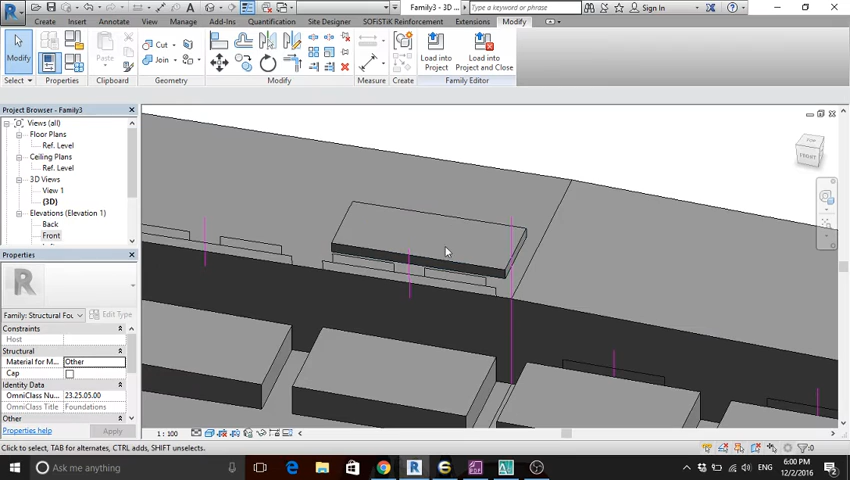 Family3 - 3D ...
Type a keyword or phrase
Sign In
Create
Insert
Annotate
View
Manage
Add-Ins
Quantification
Site Designer
SOFiSTiK Reinforcement
Extensions
Modify
Modify
Paste
Cut
Join
Load into Project
Load into Project and Close
Select
Properties
Clipboard
Geometry
Modify
Measure
Create
Family Editor
Project Browser - Family3
Views (all)
Floor Plans
Ref. Level
Ceiling Plans
Ref. Level
3D Views
View 1
{3D}
Elevations (Elevation 1)
Back
Front
Properties
Family: Structural Fou
Edit Type
Constraints
Host
Structural
Material for M...
Other
Cap
Identity Data
OmniClass Nu...
23.25.05.00
OmniClass Title
Foundations
Other
Properties help
Apply
TOP
FRONT
1 : 100
Click to select, TAB for alternates, CTRL adds, SHIFT unselects.
:0
Ask me anything
ENG
6:00 PM
12/2/2016